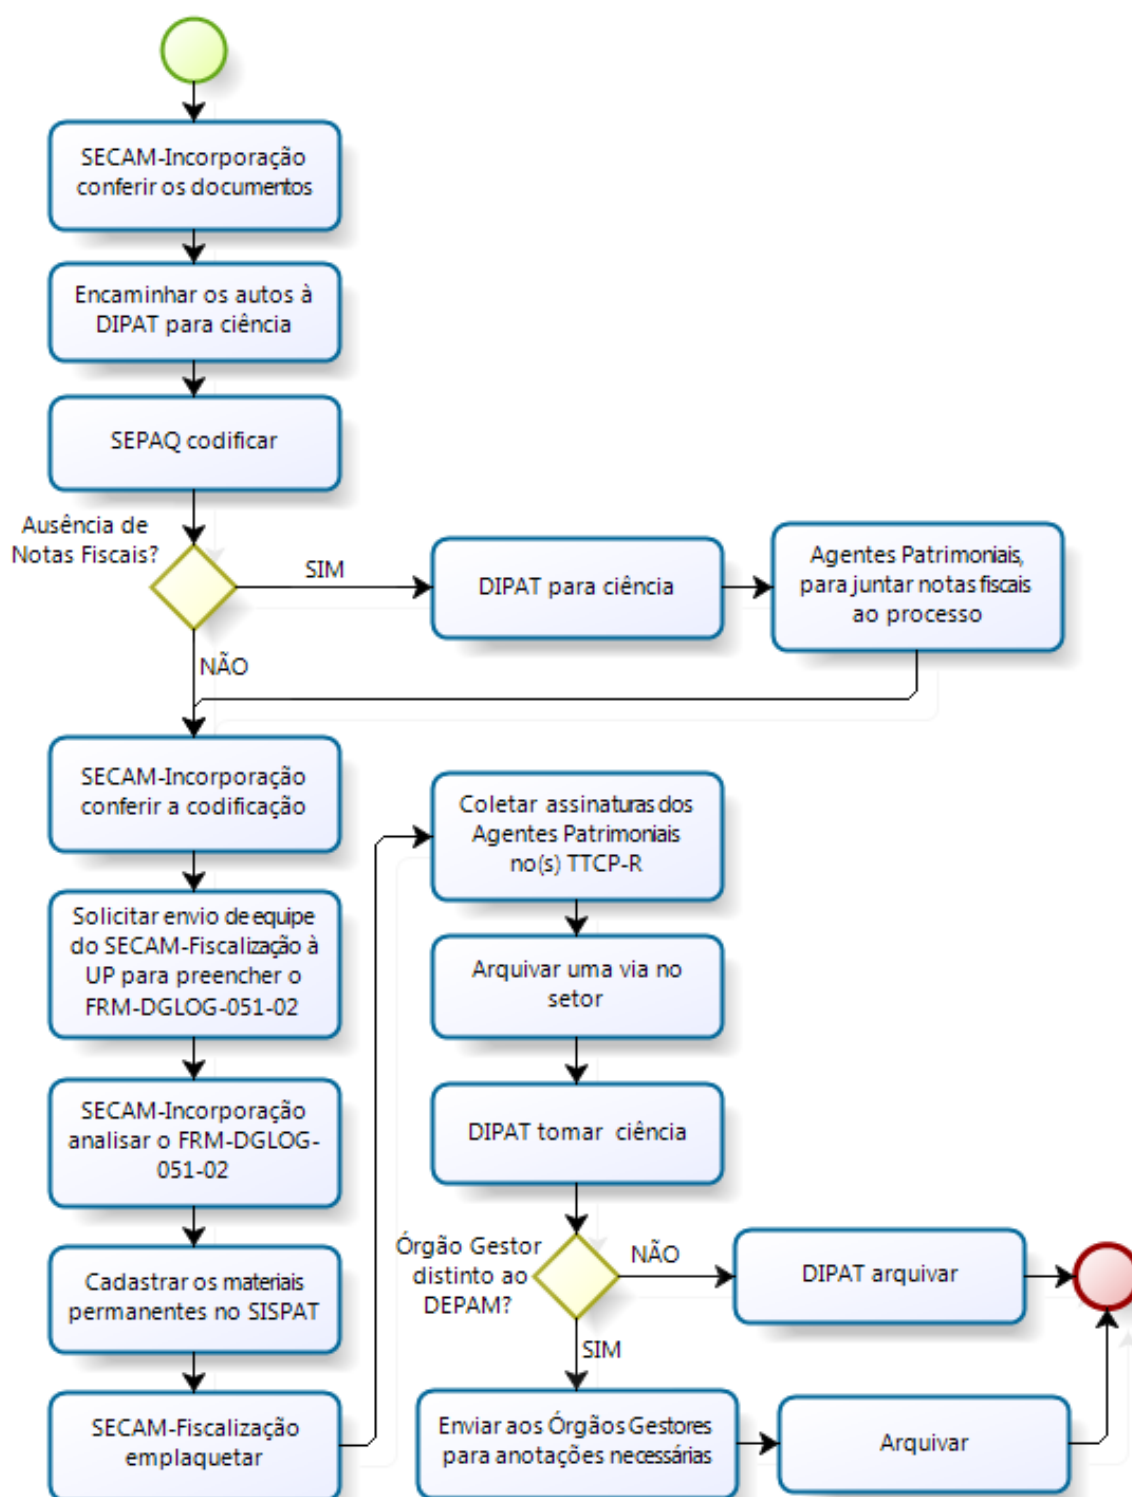 SECAM-Incorporação
conferir os documentos
Encaminhar os autos à
DIPAT para ciência
SEPAQ codificar
Ausência de
Notas Fiscais?
SIM
DIPAT para ciência
Agentes Patrimoniais,
para juntar notas fiscais
ao processo
NÃO
SECAM-Incorporação
conferir a codificação
Solicitar envio de equipe
do SECAM-Fiscalização à
UP para preencher o
FRM-DGLOG-051-02
SECAM-Incorporação
analisar o FRM-DGLOG-
051-02
Cadastrar os materiais
permanentes no SISPAT
SECAM-Fiscalização
emplaquetar
Coletar assinaturas dos
Agentes Patrimoniais
no(s) TTCP-R
Arquivar uma via no
setor
DIPAT tomar ciência
Órgão Gestor
distinto ao
DEPAM?
NÃO
DIPAT arquivar
SIM
Enviar aos Órgãos Gestores
para anotações necessárias
Arquivar